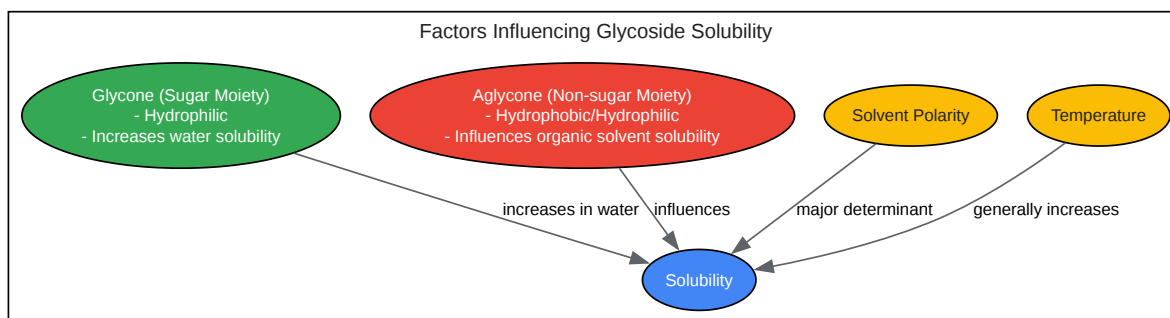 Factors Influencing Glycoside Solubility
Glycone (Sugar Moiety)
- Hydrophilic
- Increases water solubility
Aglycone (Non-sugar Moiety)
- Hydrophobic/Hydrophilic
- Influences organic solvent solubility
Solvent Polarity
Temperature
increases in water
influences
major determinant
generally increases
Solubility